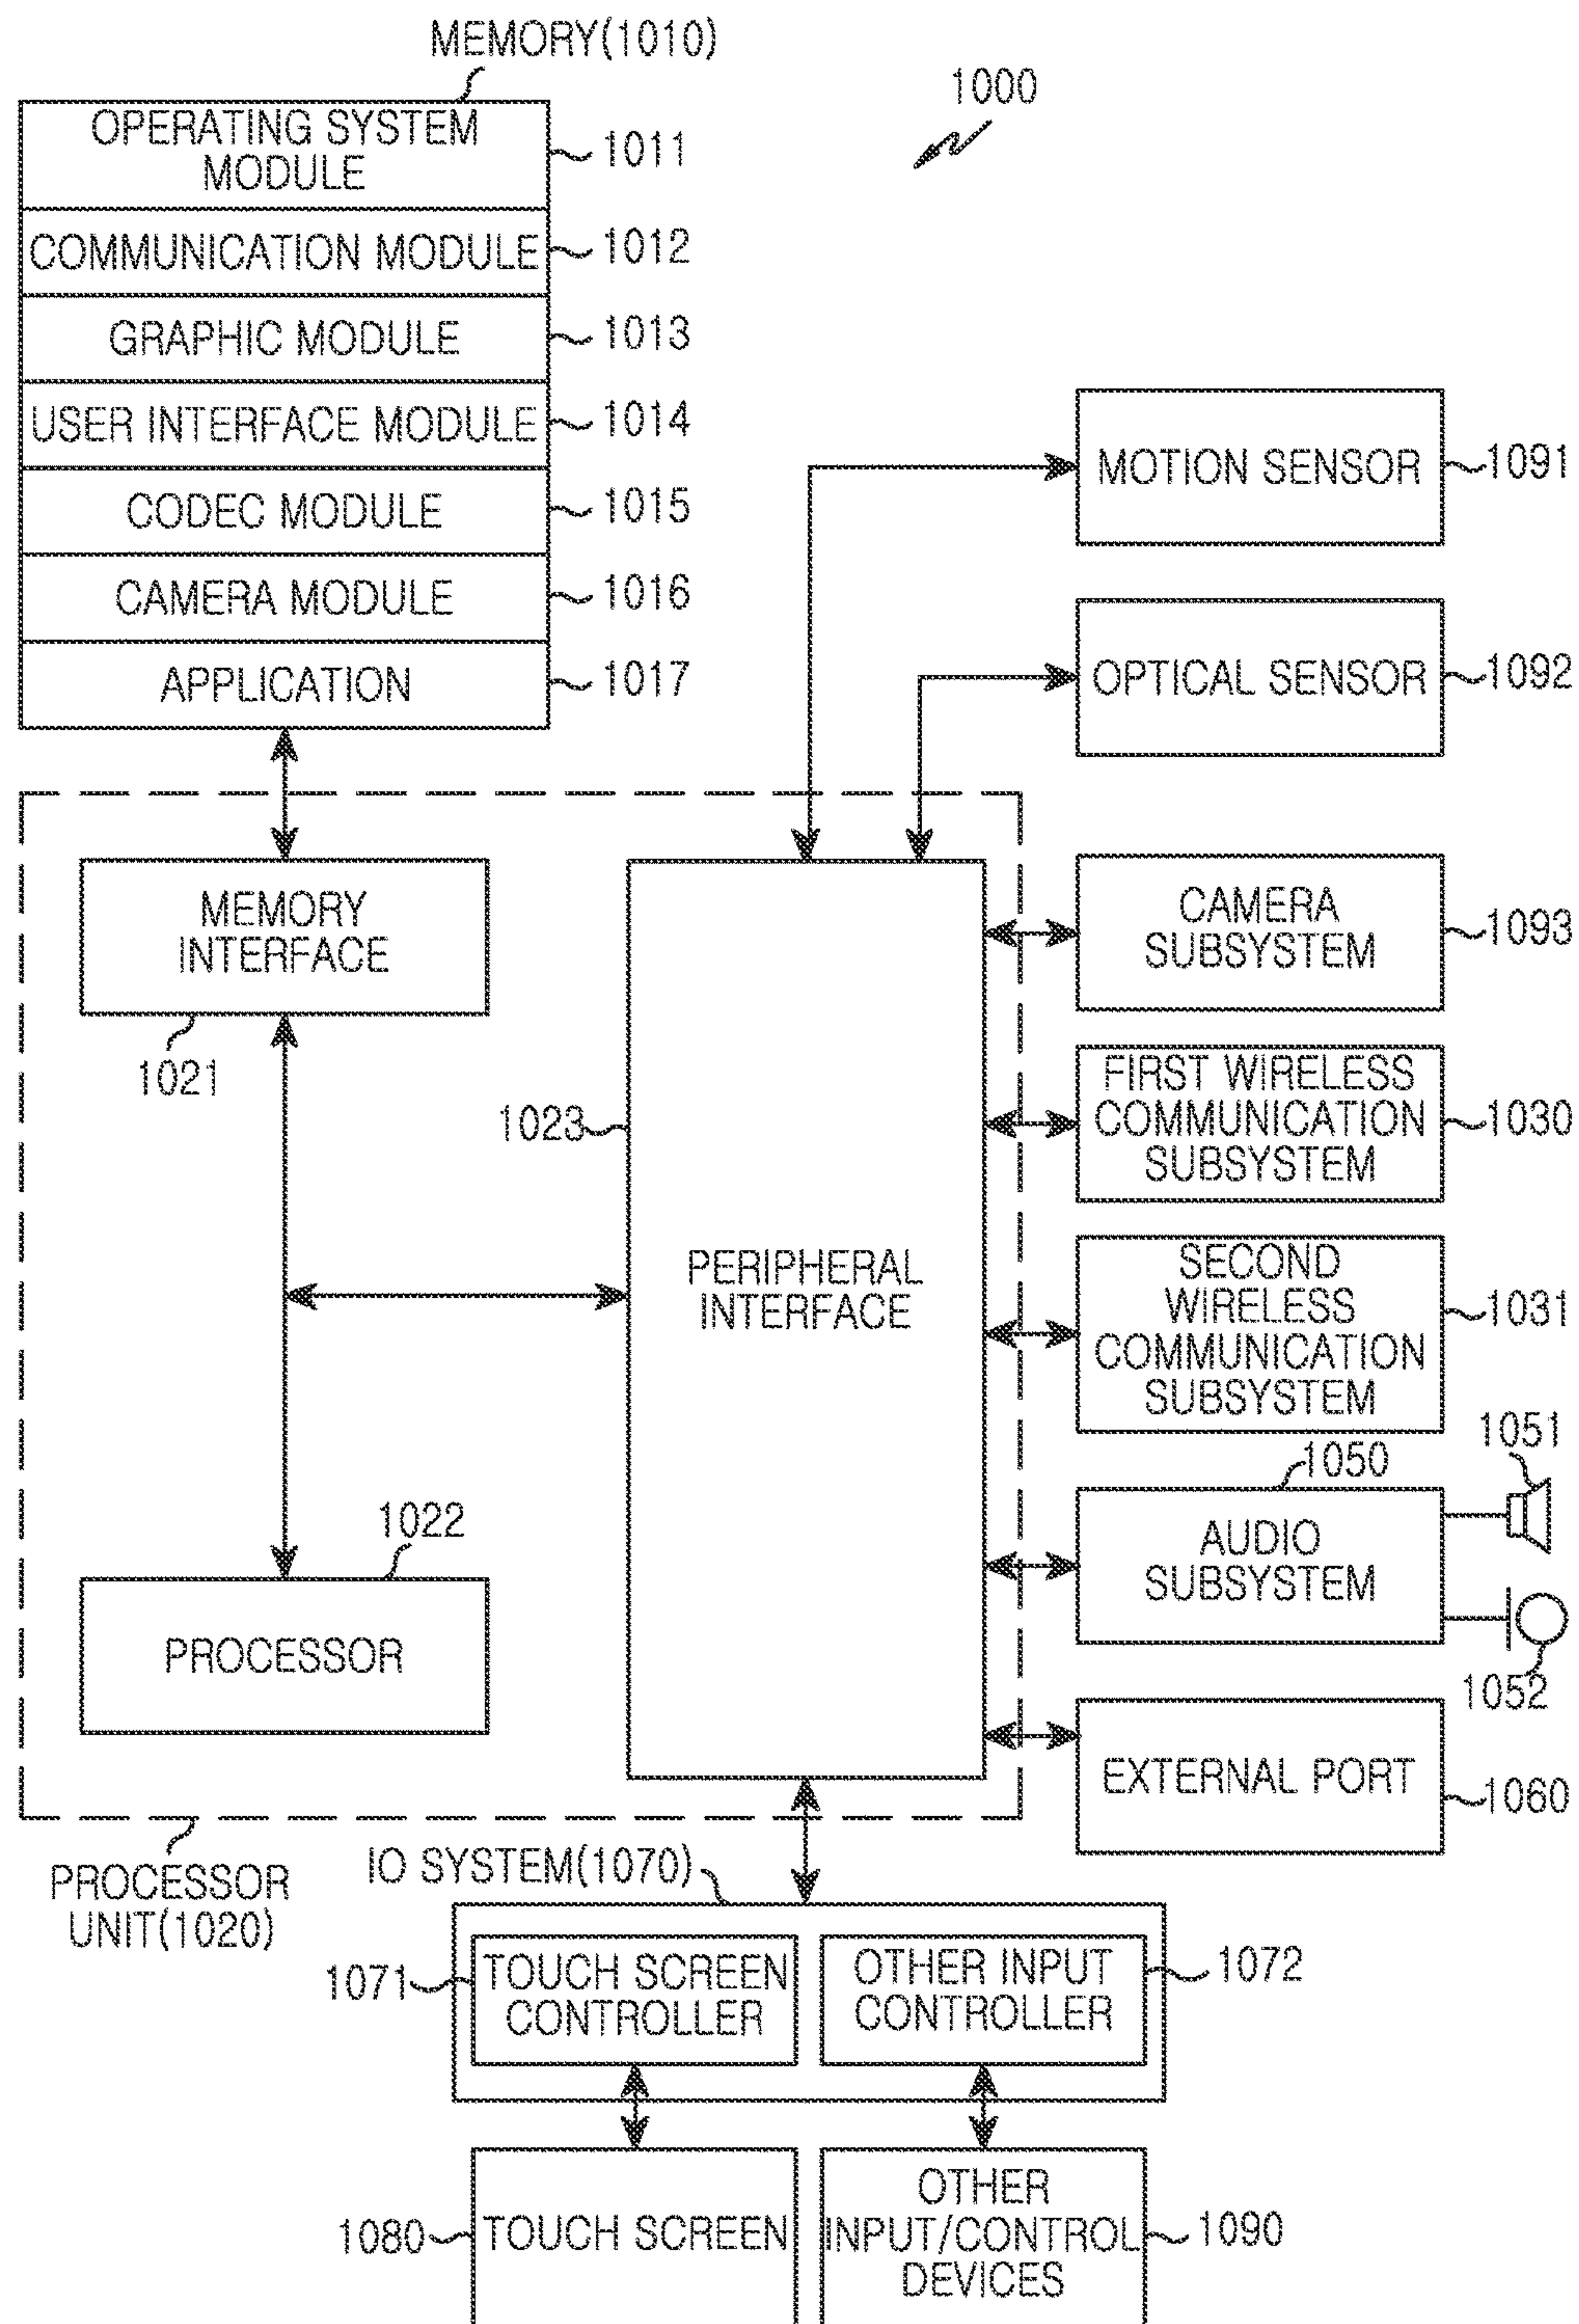 MEMORY(1010)
1000
OPERATING SYSTEM
MODULE
1011
COMMUNICATION MODULE
1012
GRAPHIC MODULE
1013
USER INTERFACE MODULE
1014
CODEC MODULE
1015
CAMERA MODULE
1016
APPLICATION
1017
MOTION SENSOR
1091
OPTICAL SENSOR
1092
MEMORY
INTERFACE
1021
CAMERA
SUBSYSTEM
1093
1023
PERIPHERAL
INTERFACE
FIRST WIRELESS
COMMUNICATION
SUBSYSTEM
1030
SECOND
WIRELESS
COMMUNICATION
SUBSYSTEM
1031
1022
PROCESSOR
1050
AUDIO
SUBSYSTEM
1051
1052
EXTERNAL PORT
1060
PROCESSOR
UNIT(1020)
IO SYSTEM(1070)
1071
TOUCH SCREEN
CONTROLLER
OTHER INPUT
CONTROLLER
1072
1080
TOUCH SCREEN
OTHER
INPUT/CONTROL
DEVICES
1090